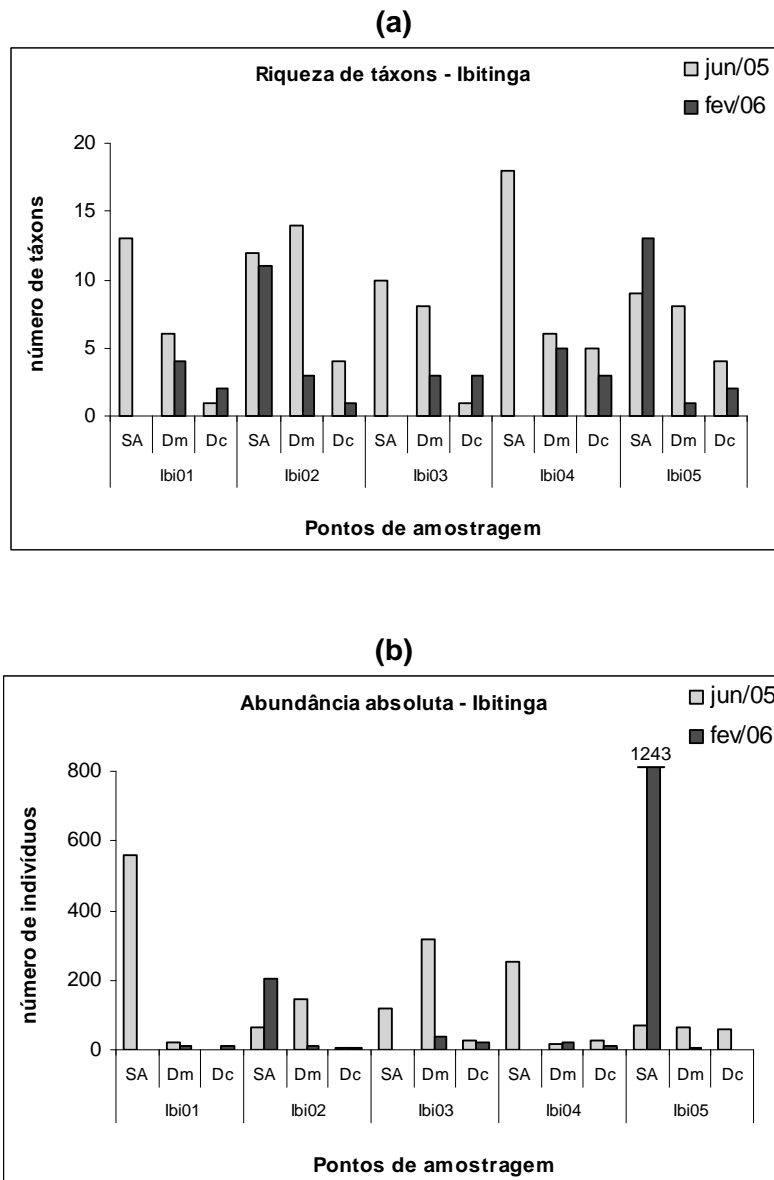 (a)
Riqueza de táxons - Ibitinga
jun/05
fev/06
número de táxons
20
15
10
5
0
SA Dm Dc SA Dm Dc SA Dm Dc SA Dm Dc SA Dm Dc
Ibi01 Ibi02 Ibi03 Ibi04 Ibi05
Pontos de amostragem
(b)
Abundância absoluta - Ibitinga
jun/05
fev/06
número de indivíduos
1243
800
600
400
200
0
SA Dm Dc SA Dm Dc SA Dm Dc SA Dm Dc SA Dm Dc
Ibi01 Ibi02 Ibi03 Ibi04 Ibi05
Pontos de amostragem